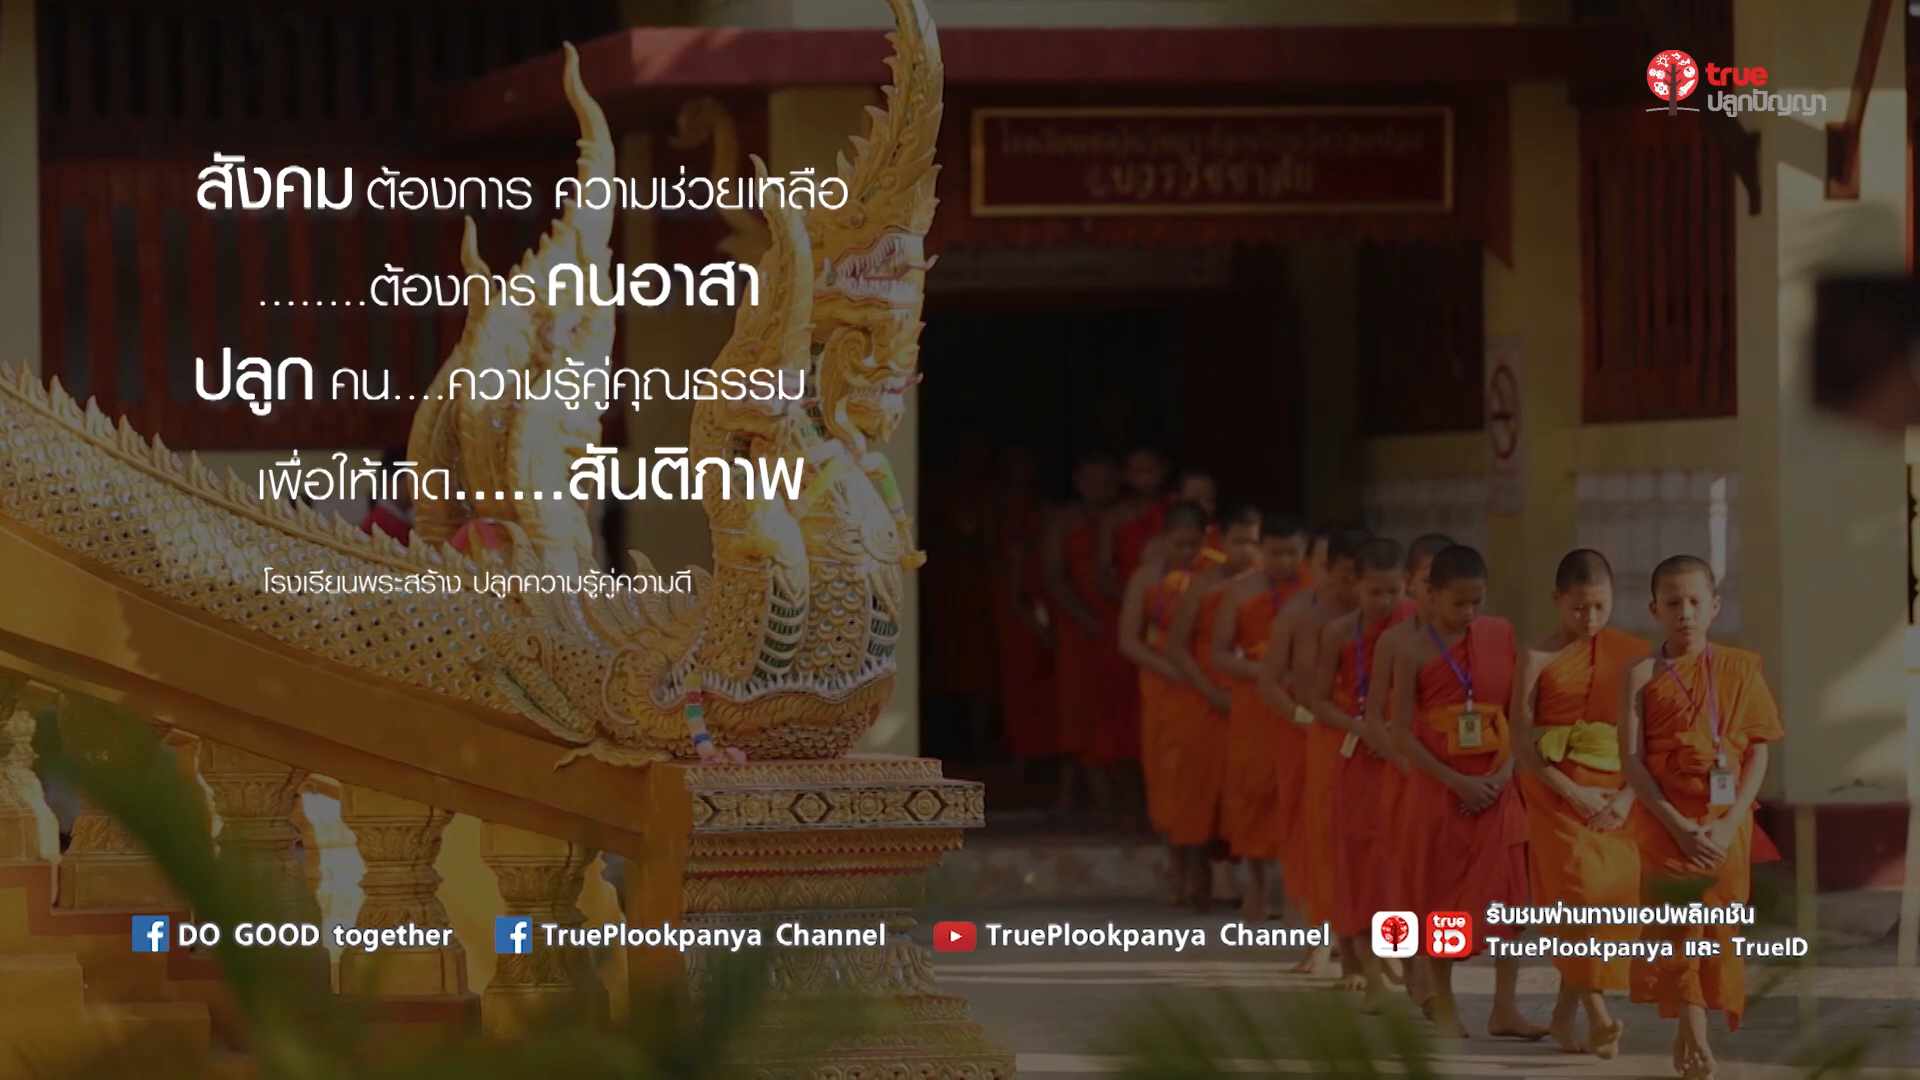 true
ปลูกปัญญา
สังคม ต้องการ ความช่วยเหลือ
........ต้องการ คนอาสา
ปลูก คน....ความรู้คู่คุณธรรม
เพื่อให้เกิด......สันติภาพ
โรงเรียนพระสร้าง ปลูกความรู้คู่ความดี
DO GOOD together
TruePlookpanya Channel
TruePlookpanya Channel
true
iD
รับชมผ่านทางแอปพลิเคชัน
TruePlookpanya และ TrueID